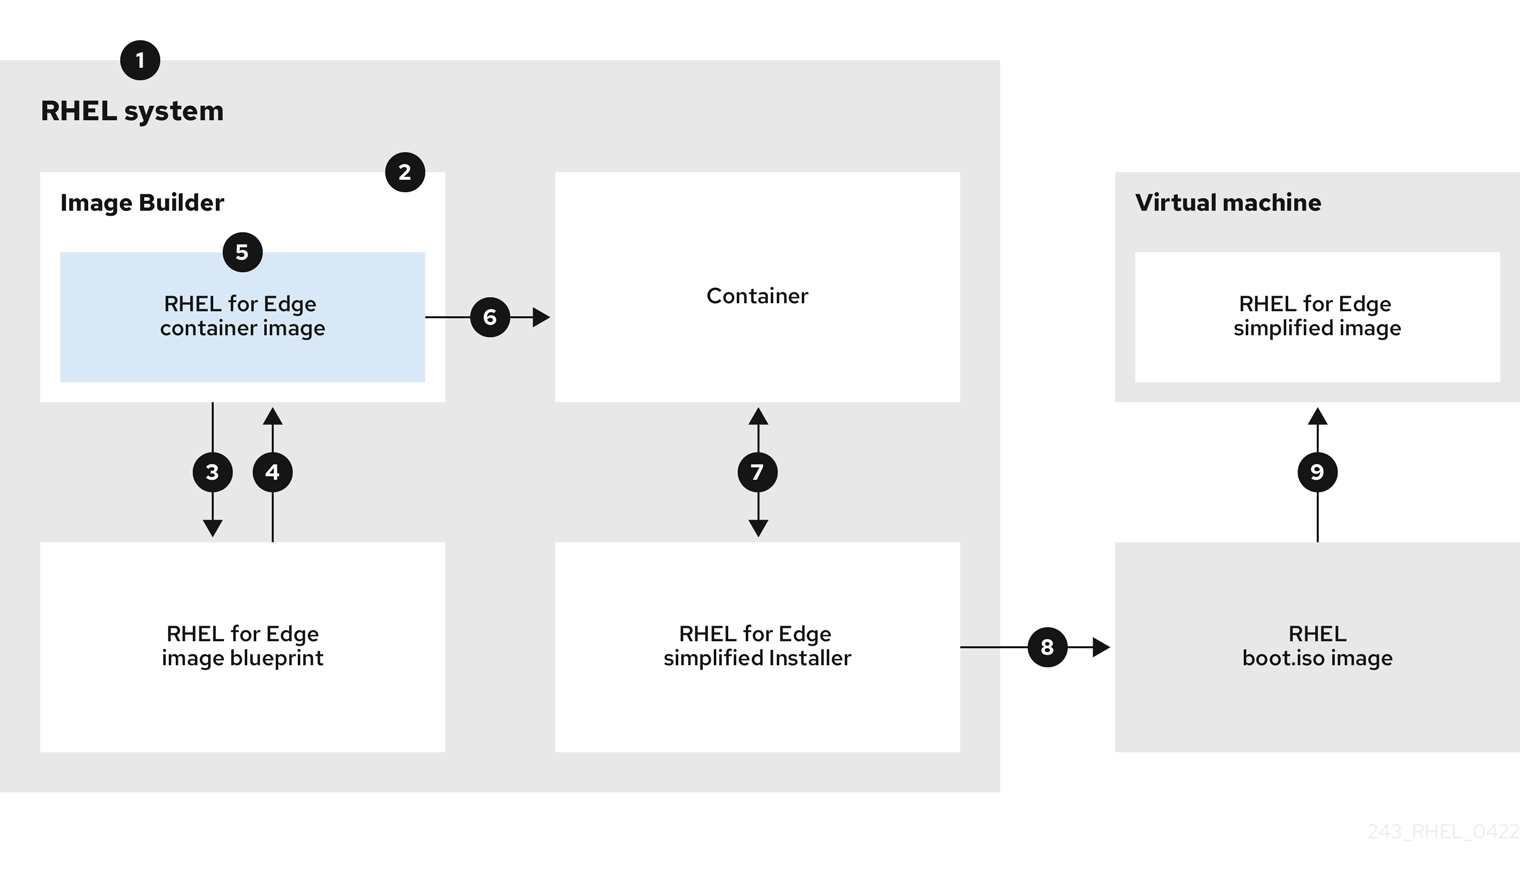 1
RHEL system
2
Image Builder
5
RHEL for Edge
container image
6
Container
Virtual machine
RHEL for Edge
simplified image
3
4
7
9
RHEL for Edge
image blueprint
RHEL for Edge
simplified Installer
8
RHEL
boot.iso image
243_RHEL_0422